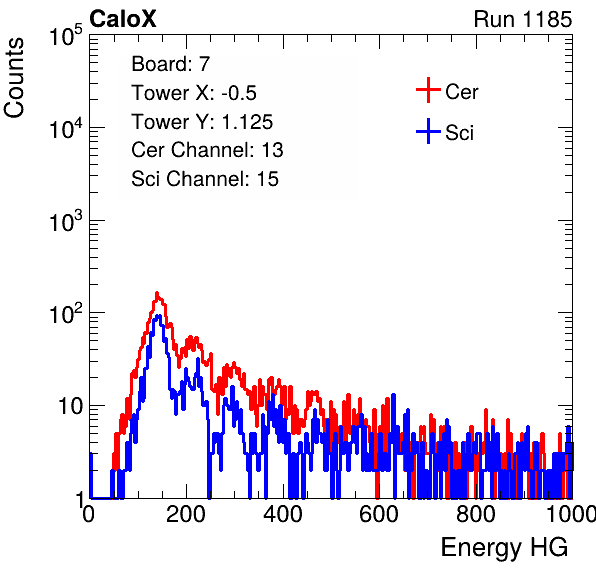 CaloX Run 1185
Counts
Board: 7
Tower X: -0.5
Tower Y: 1.125
Cer Channel: 13
Sci Channel: 15
Cer
Sci
10^5
10^4
10^3
10^2
10
1
0 200 400 600 800 1000
Energy HG